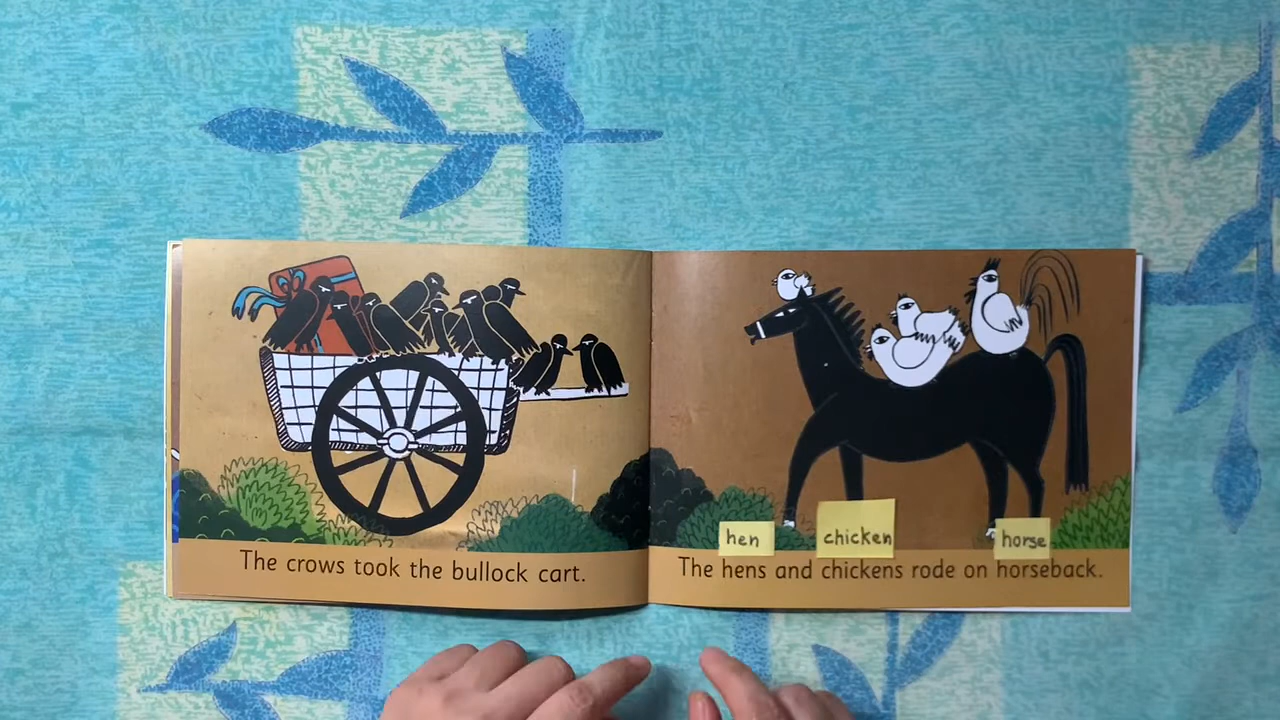 The crows took the bullock cart.
hen
chicken
horse
The hens and chickens rode on horseback.